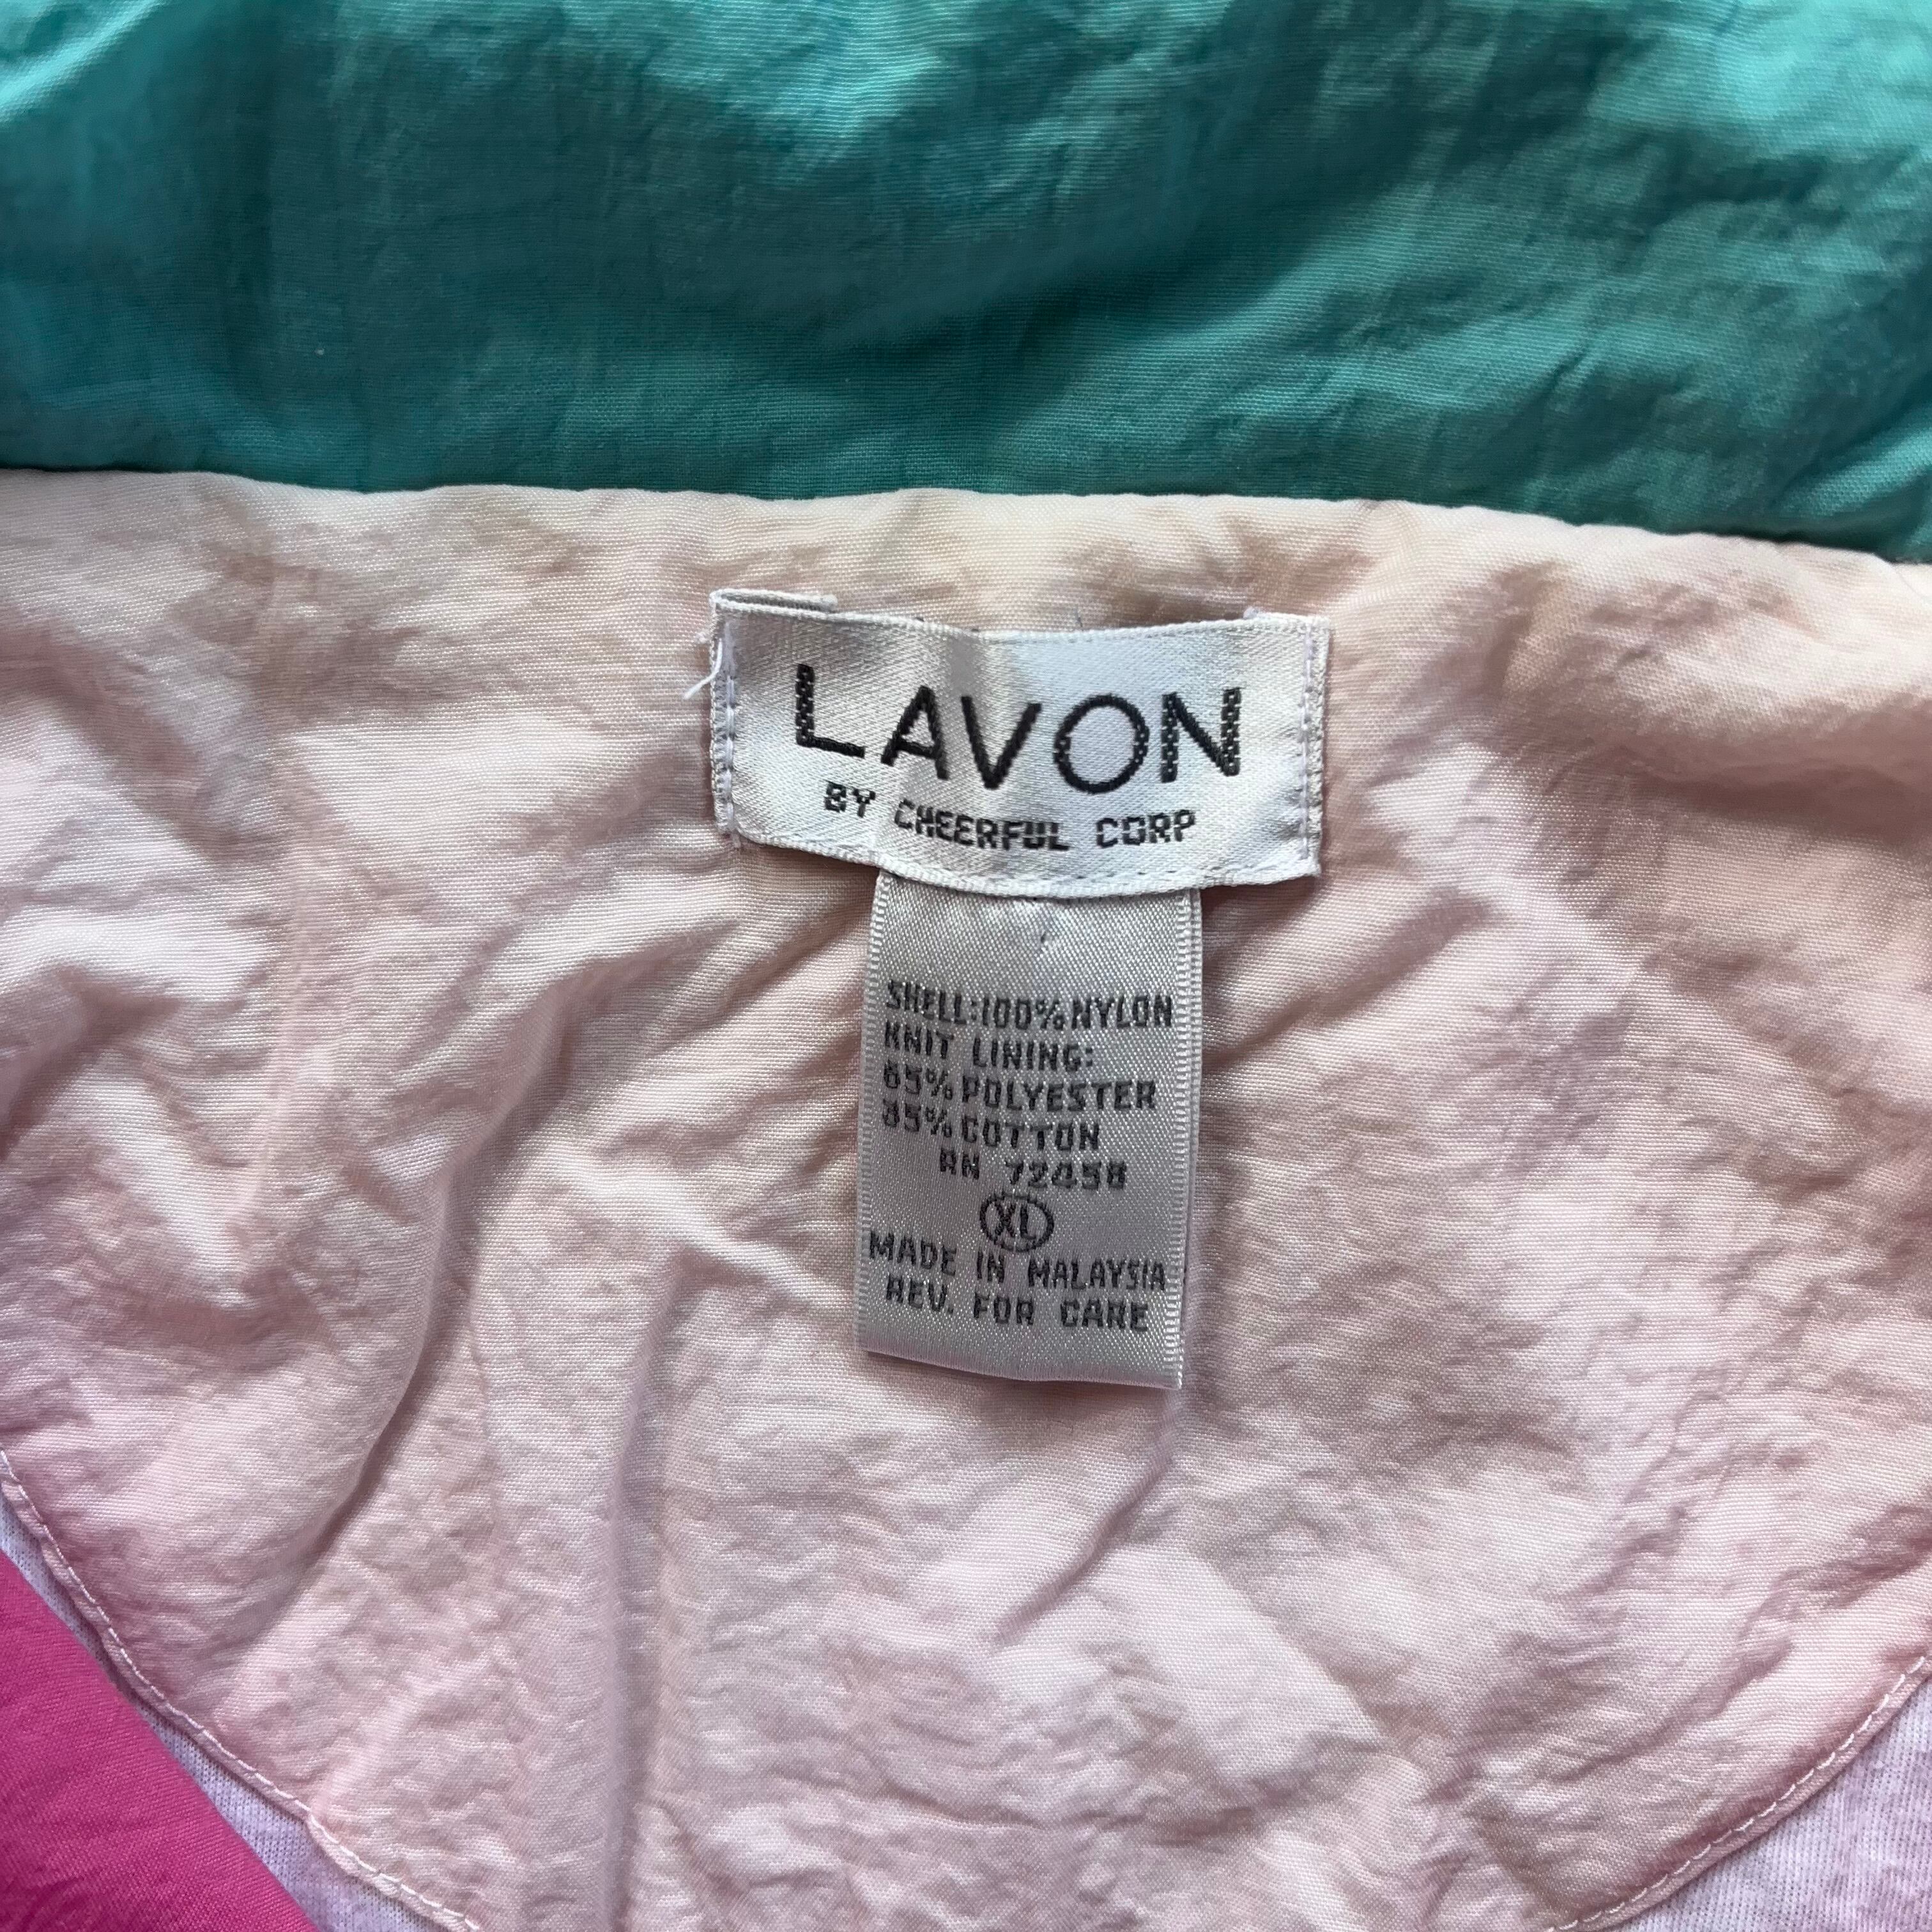 LAVON
BY CHEERFUL CORP
SHELL:100% NYLON
KNIT LINING:
65% POLYESTER
35% COTTON
RN 72458
XL
MADE IN MALAYSIA
REV. FOR CARE